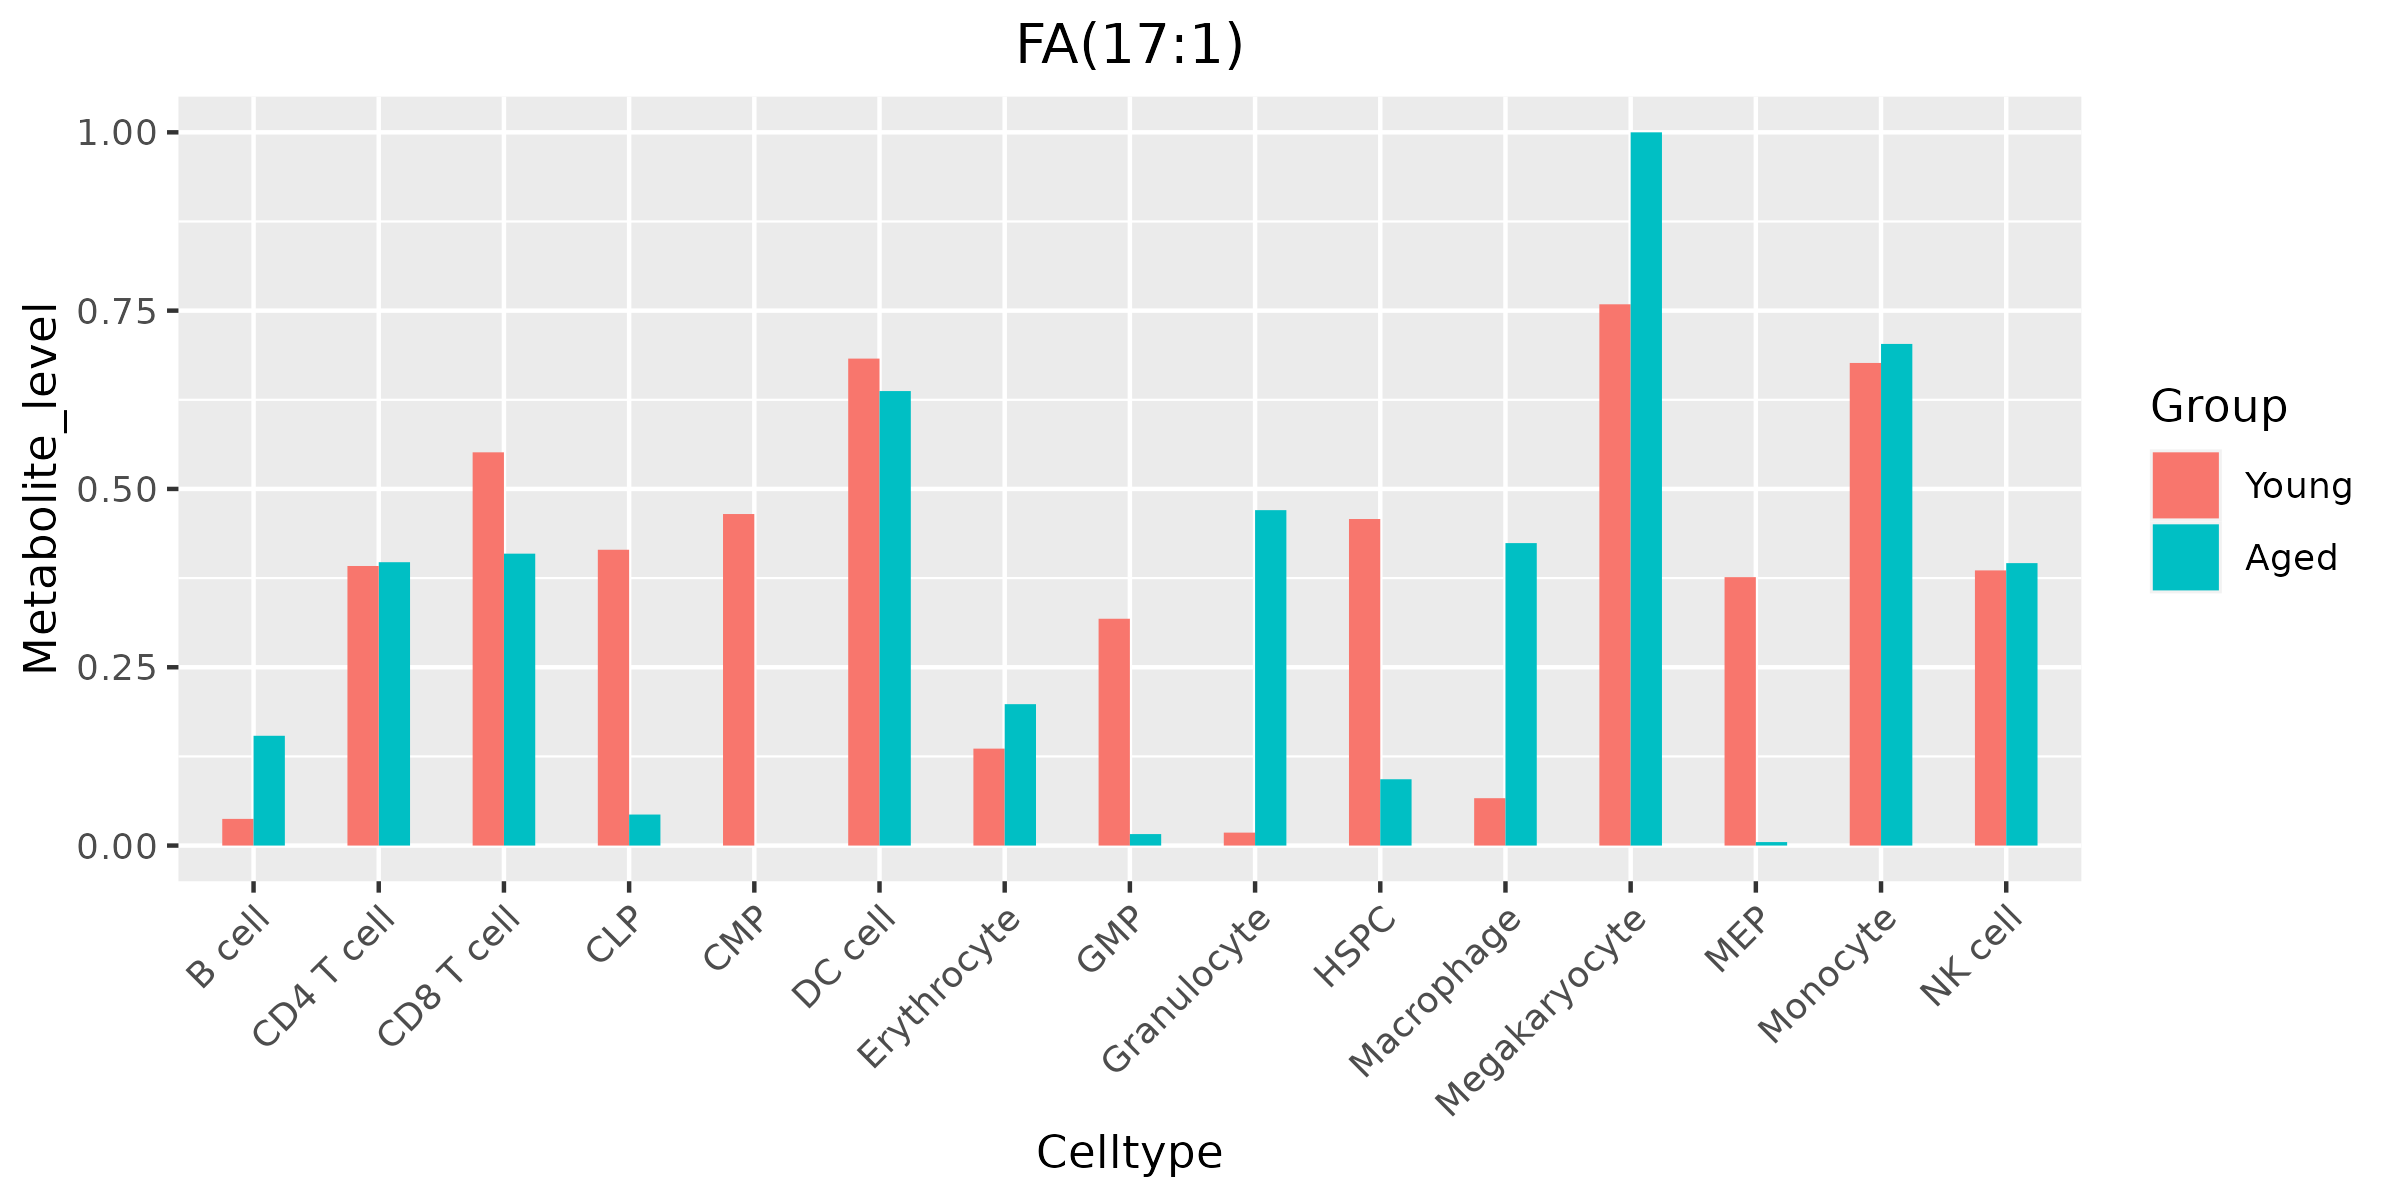 FA(17:1)
Metabolite_level
1.00
0.75
0.50
0.25
0.00
B cell
CD4 T cell
CD8 T cell
CLP
CMP
DC cell
Erythrocyte
GMP
Granulocyte
HSPC
Macrophage
Megakaryocyte
MEP
Monocyte
NK cell
Celltype
Group
Young
Aged